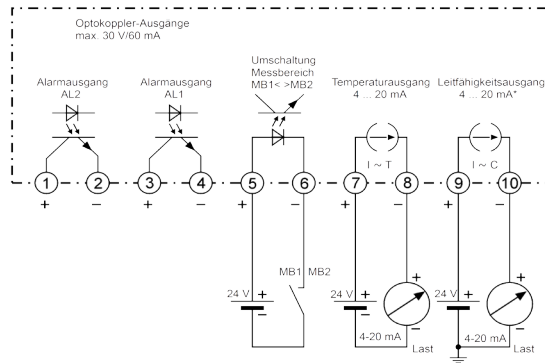 Optokoppler-Ausgänge
max. 30 V/60 mA
Alarmausgang
AL2
Alarmausgang
AL1
Umschaltung
Messbereich
MB1< >MB2
Temperaturausgang
4 ... 20 mA
Leitfähigkeitsausgang
4 ... 20 mA*
I ~ T
I ~ C
1 2 3 4 5 6 7 8 9 10
+ − + − + − + − + −
MB1 MB2
24 V + −
24 V + −
+ −
24 V + −
+ −
4-20 mA
Last
4-20 mA
Last